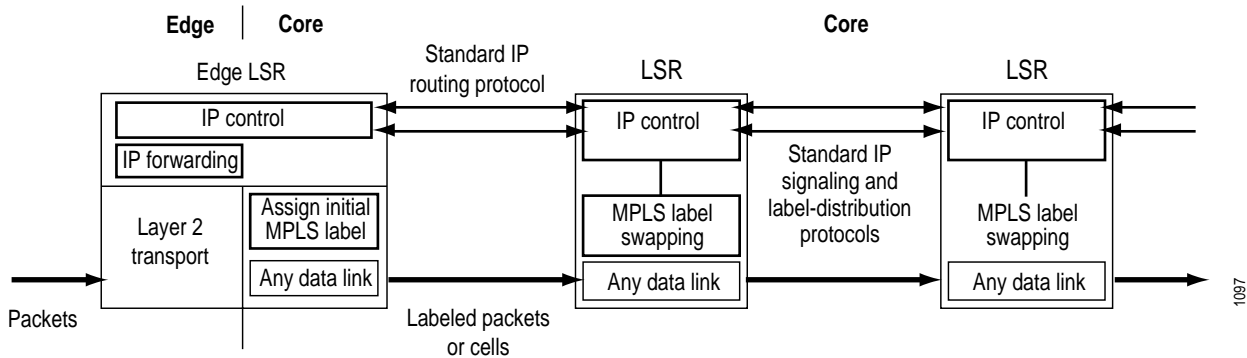 Edge
Core
Core
Edge LSR
Standard IP
routing protocol
LSR
LSR
IP control
IP control
IP control
IP forwarding
Standard IP
signaling and
label-distribution
protocols
Layer 2
transport
Assign initial
MPLS label
MPLS label
swapping
MPLS label
swapping
Any data link
Any data link
Any data link
Packets
Labeled packets
or cells
1097